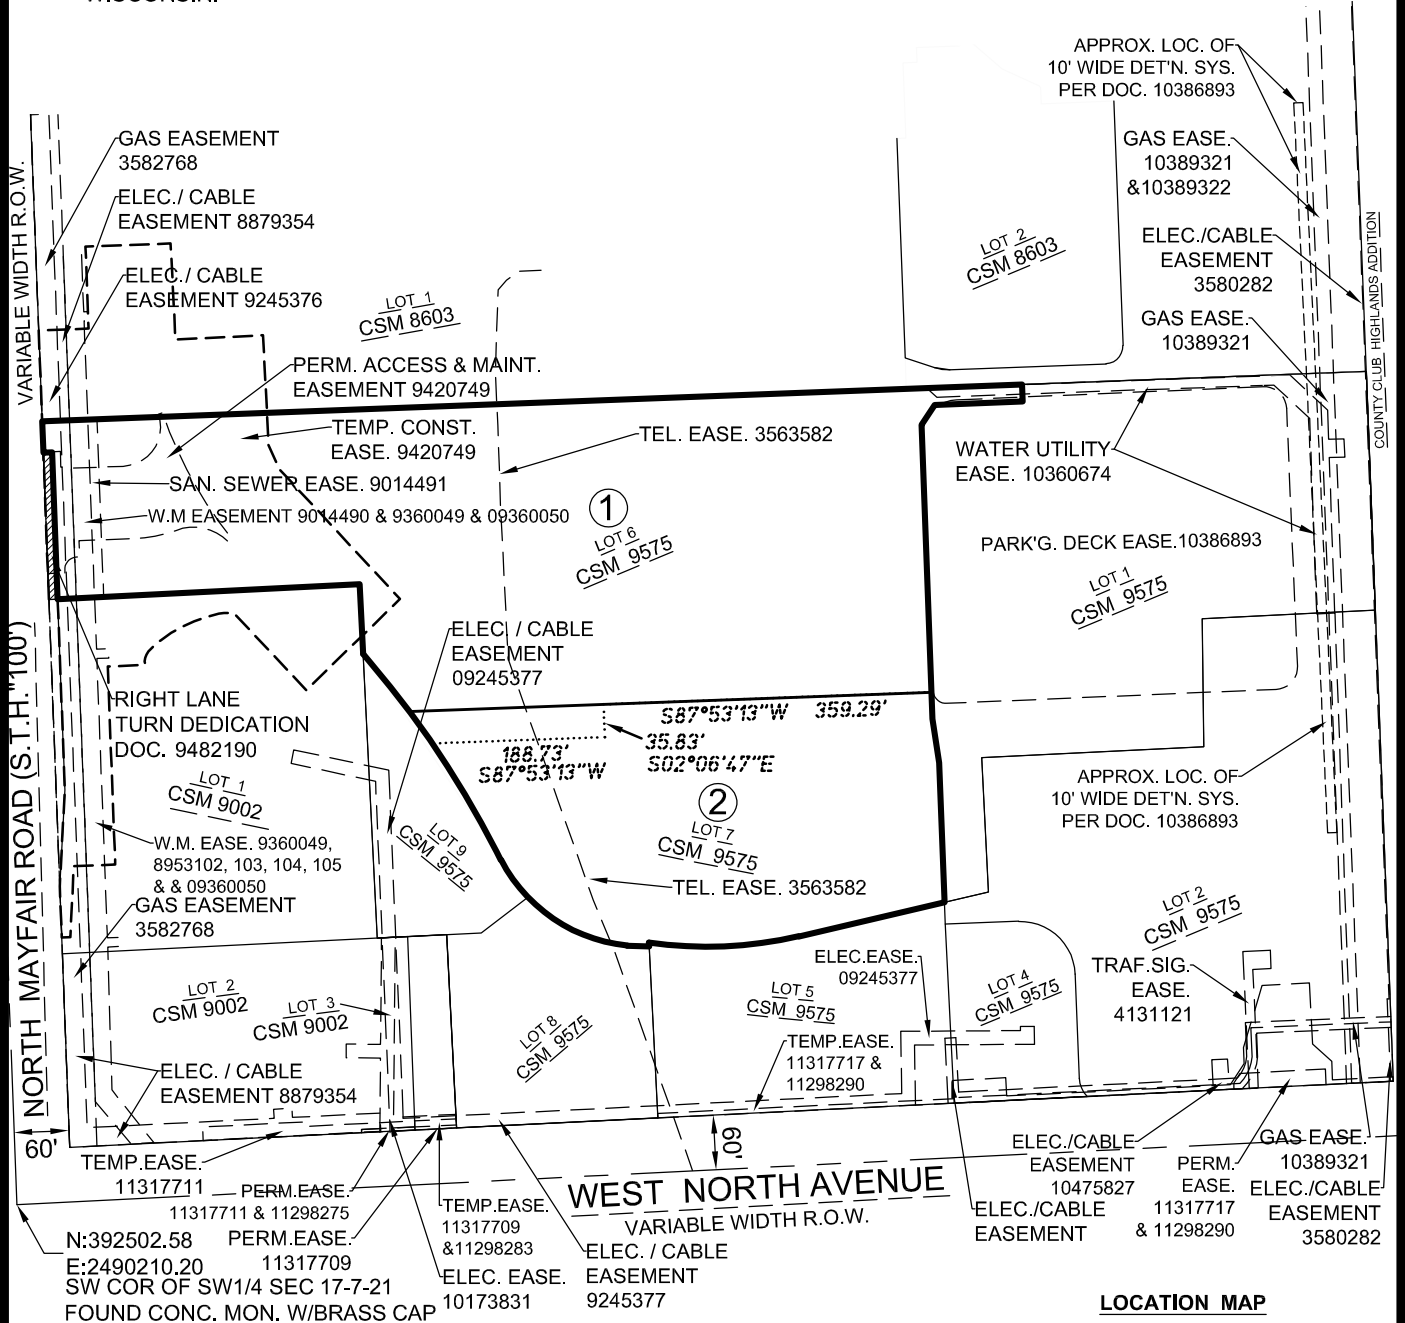 APPROX. LOC. OF
10' WIDE DET'N. SYS.
PER DOC. 10386893
GAS EASEMENT
3582768
GAS EASE.
10389321
&10389322
VARIABLE WIDTH R.O.W.
ELEC./ CABLE
EASEMENT 8879354
COUNTY CLUB HIGHLANDS ADDITION
ELEC./CABLE
EASEMENT
3580282
LOT 2
CSM 8603
ELEC./ CABLE
EASEMENT 9245376
LOT 1
CSM 8603
GAS EASE.
10389321
PERM. ACCESS & MAINT.
EASEMENT 9420749
TEMP. CONST.
EASE. 9420749
TEL. EASE. 3563582
WATER UTILITY
EASE. 10360674
SAN. SEWER EASE. 9014491
W.M EASEMENT 9014490 & 9360049 & 09360050
1
LOT 6
CSM 9575
PARK'G. DECK EASE.10386893
LOT 1
CSM 9575
ELEC. / CABLE
EASEMENT
09245377
RIGHT LANE
TURN DEDICATION
DOC. 9482190
S87°53'13"W 359.29'
35.83'
S02°06'47"E
188.73'
S87°53'13"W
NORTH MAYFAIR ROAD (S.T.H."100')
LOT 1
CSM 9002
2
LOT 7
CSM 9575
APPROX. LOC. OF
10' WIDE DET'N. SYS.
PER DOC. 10386893
LOT 9
CSM 9575
W.M. EASE. 9360049,
8953102, 103, 104, 105
& & 09360050
TEL. EASE. 3563582
GAS EASEMENT
3582768
LOT 2
CSM 9575
ELEC.EASE.
09245377
TRAF.SIG.
EASE.
4131121
LOT 2
CSM 9002
LOT 3
CSM 9002
LOT 5
CSM 9575
LOT 4
CSM 9575
LOT 8
CSM 9575
TEMP.EASE.
11317717 &
11298290
ELEC. / CABLE
EASEMENT 8879354
60'
60'
TEMP.EASE.
11317711
PERM.EASE.
11317711 & 11298275
PERM.EASE.
11317709
TEMP.EASE.
11317709
&11298283
WEST NORTH AVENUE
VARIABLE WIDTH R.O.W.
ELEC./CABLE
EASEMENT
10475827
PERM.
EASE.
11317717
& 11298290
GAS EASE.
10389321
ELEC./CABLE
EASEMENT
3580282
ELEC./CABLE
EASEMENT
ELEC. / CABLE
EASEMENT
9245377
ELEC. EASE.
10173831
N:392502.58
E:2490210.20
SW COR OF SW1/4 SEC 17-7-21
FOUND CONC. MON. W/BRASS CAP
LOCATION MAP